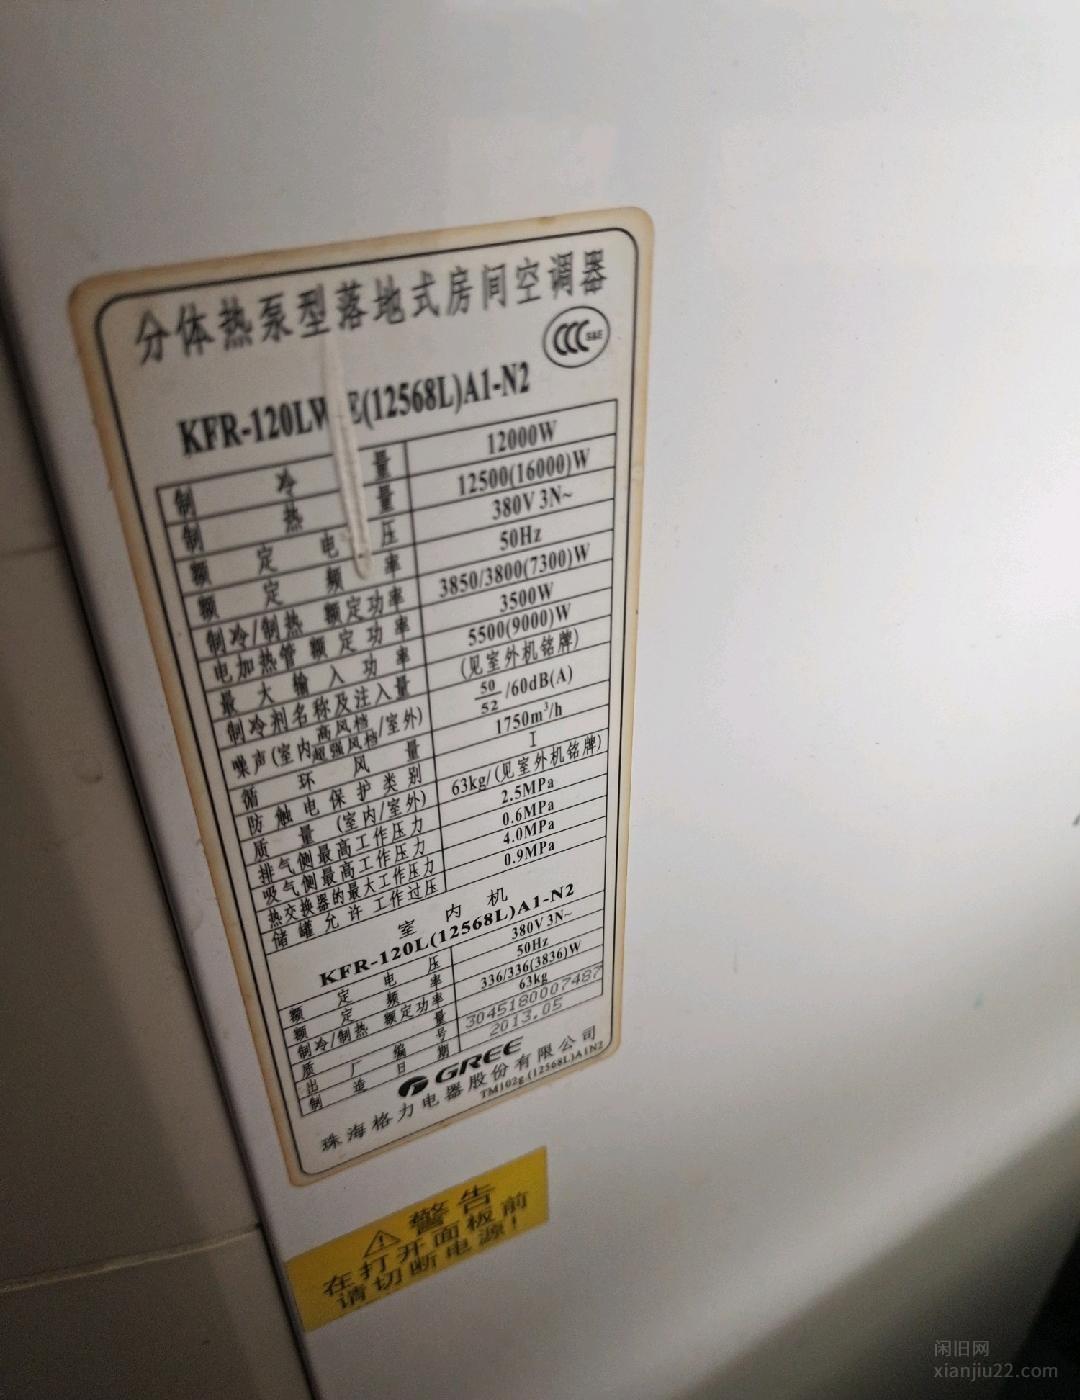 分体热泵型落地式房间空调器
CCC S&E
KFR-120LW E(12568L)A1-N2
制冷量 12000W
制热量 12500(16000)W
额定电压 380V 3N~
额定频率 50Hz
制冷/制热 额定功率 3850/3800(7300)W
电加热管额定功率 3500W
最大输入功率 5500(9000)W
制冷剂名称及注入量 (见室外机铭牌)
噪声(室内高风档/超强风档/室外) 50/52/60dB(A)
循环风量 1750m³/h
防触电保护类别 I
质量(室内/室外) 63kg/(见室外机铭牌)
排气侧最高工作压力 2.5MPa
吸气侧最高工作压力 0.6MPa
热交换器的最大工作压力 4.0MPa
储罐允许工作过压 0.9MPa
室内机
KFR-120L(12568L)A1-N2
额定电压 380V 3N~
额定频率 50Hz
制冷/制热 额定功率 336/336(3836)W
质量 63kg
出厂编号 3045180007487
制造日期 2013.05
GREE
珠海格力电器股份有限公司
TM102g(12568L)A1N2
警告
在打开面板前
请切断电源!
闲旧网
xianjiu22.com